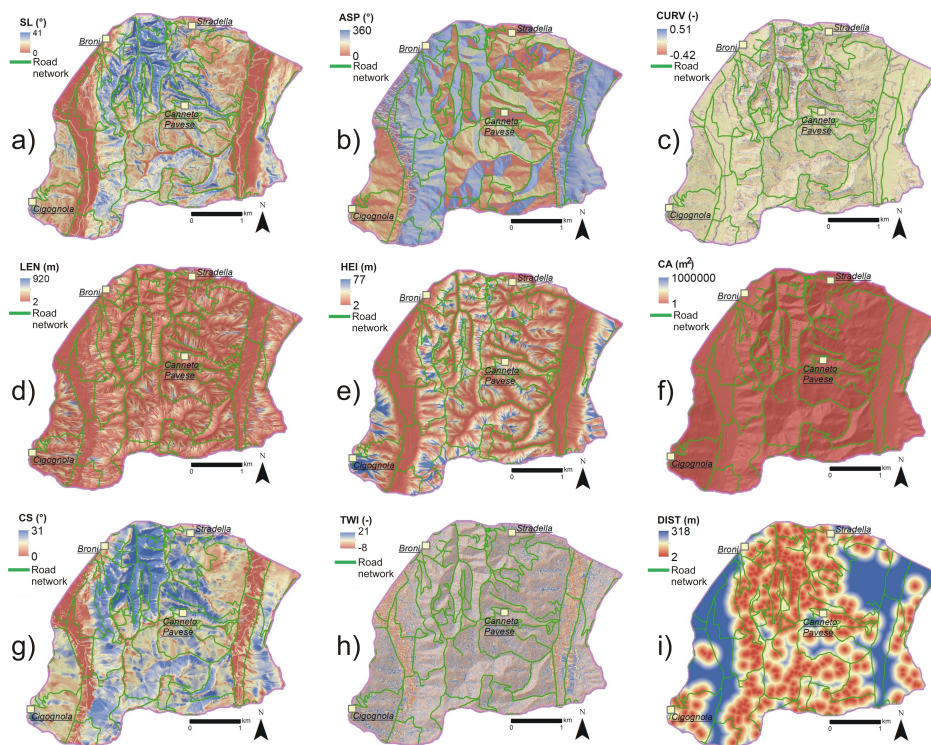 SL (°)
41
0
Road
network
Broni
Stradella
Canneto
Pavese
Cigognola
a)
km
0
1
N
ASP (°)
360
0
Road
network
Broni
Stradella
Canneto
Pavese
Cigognola
b)
km
0
1
N
CURV (-)
0.51
-0.42
Road
network
Broni
Stradella
Canneto
Pavese
Cigognola
c)
km
0
1
N
LEN (m)
920
2
Road
network
Broni
Stradella
Canneto
Pavese
Cigognola
d)
km
0
1
N
HEI (m)
77
2
Road
network
Broni
Stradella
Canneto
Pavese
Cigognola
e)
km
0
1
N
CA (m²)
1000000
1
Road
network
Broni
Stradella
Canneto
Pavese
Cigognola
f)
km
0
1
N
CS (°)
31
0
Road
network
Broni
Stradella
Canneto
Pavese
Cigognola
g)
km
0
1
N
TWI (-)
21
-8
Road
network
Broni
Stradella
Canneto
Pavese
Cigognola
h)
km
0
1
N
DIST (m)
318
2
Road
network
Broni
Stradella
Canneto
Pavese
Cigognola
i)
km
0
1
N